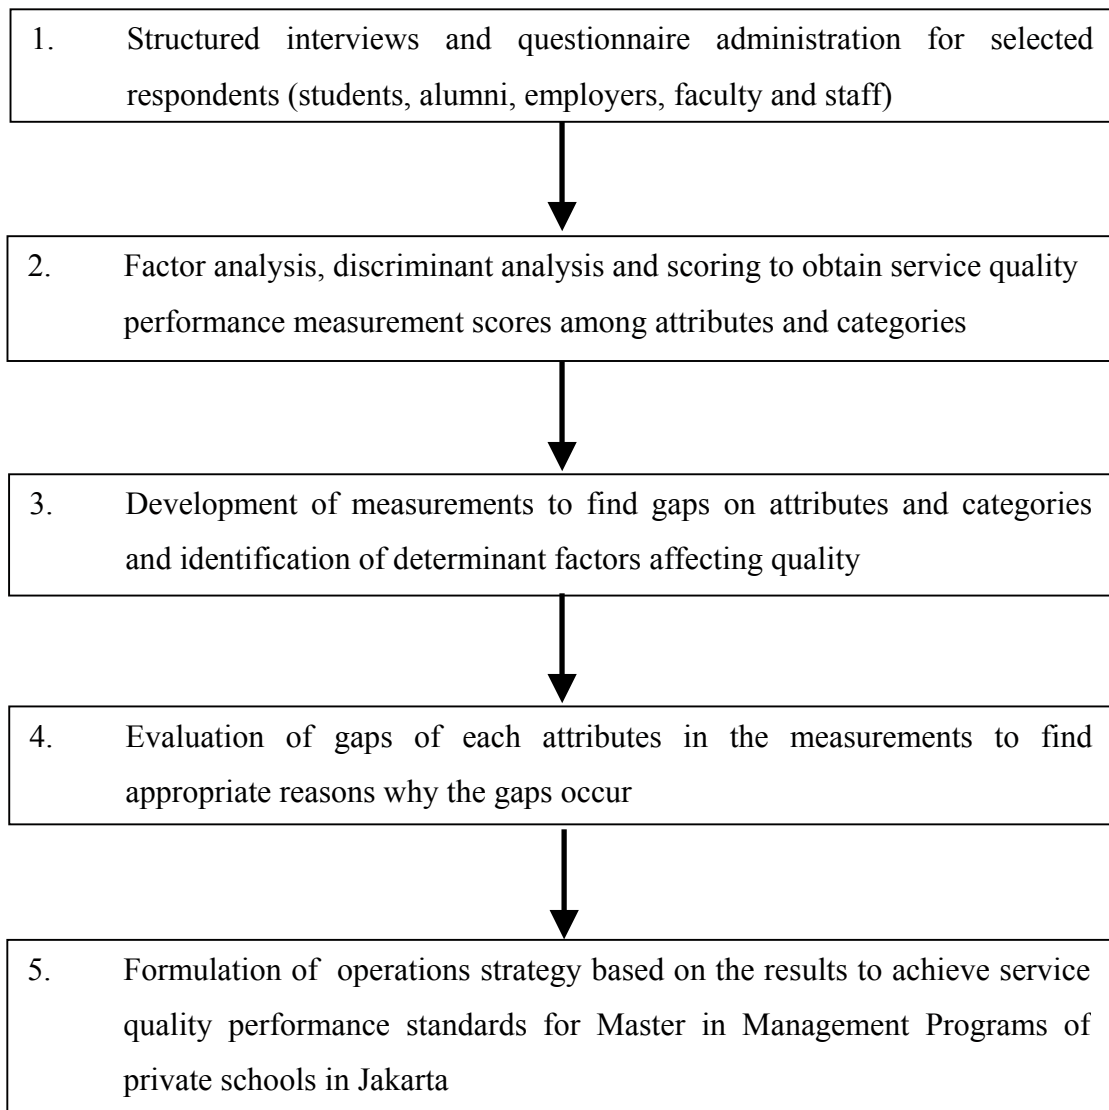 1. Structured interviews and questionnaire administration for selected
respondents (students, alumni, employers, faculty and staff)
2. Factor analysis, discriminant analysis and scoring to obtain service quality
performance measurement scores among attributes and categories
3. Development of measurements to find gaps on attributes and categories
and identification of determinant factors affecting quality
4. Evaluation of gaps of each attributes in the measurements to find
appropriate reasons why the gaps occur
5. Formulation of operations strategy based on the results to achieve service
quality performance standards for Master in Management Programs of
private schools in Jakarta